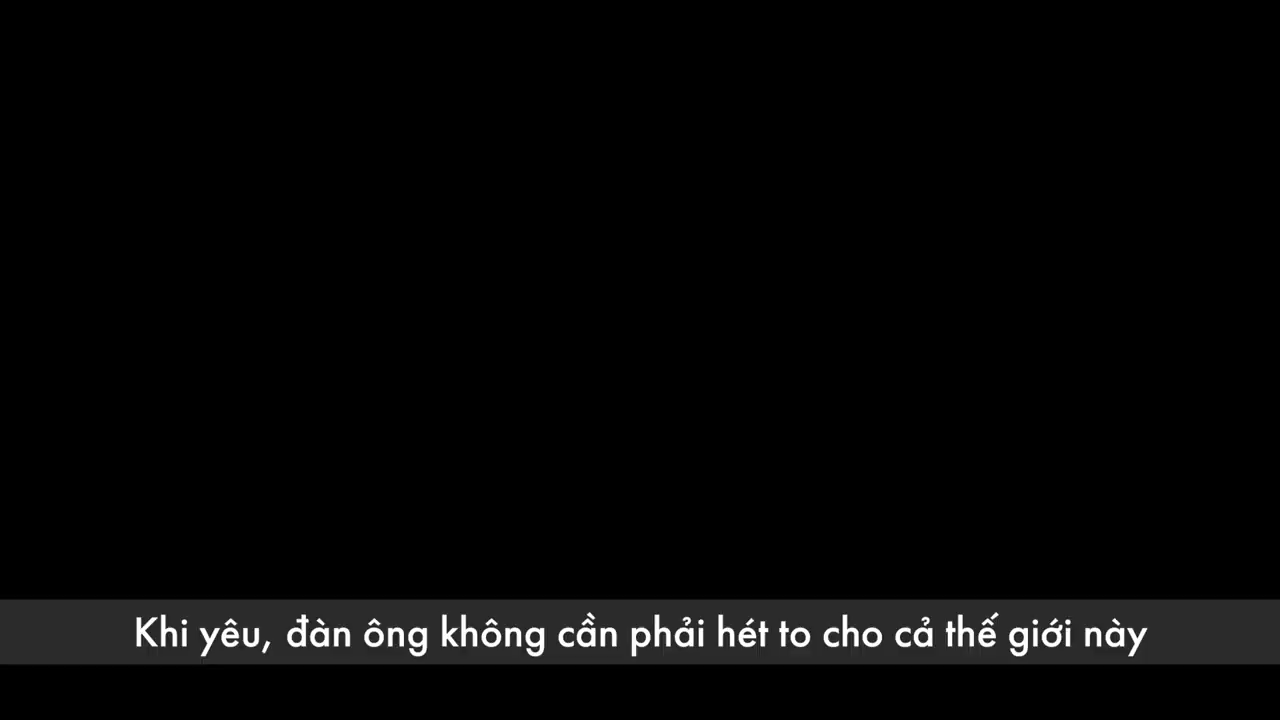 Khi yêu, đàn ông không cần phải hét to cho cả thế giới này